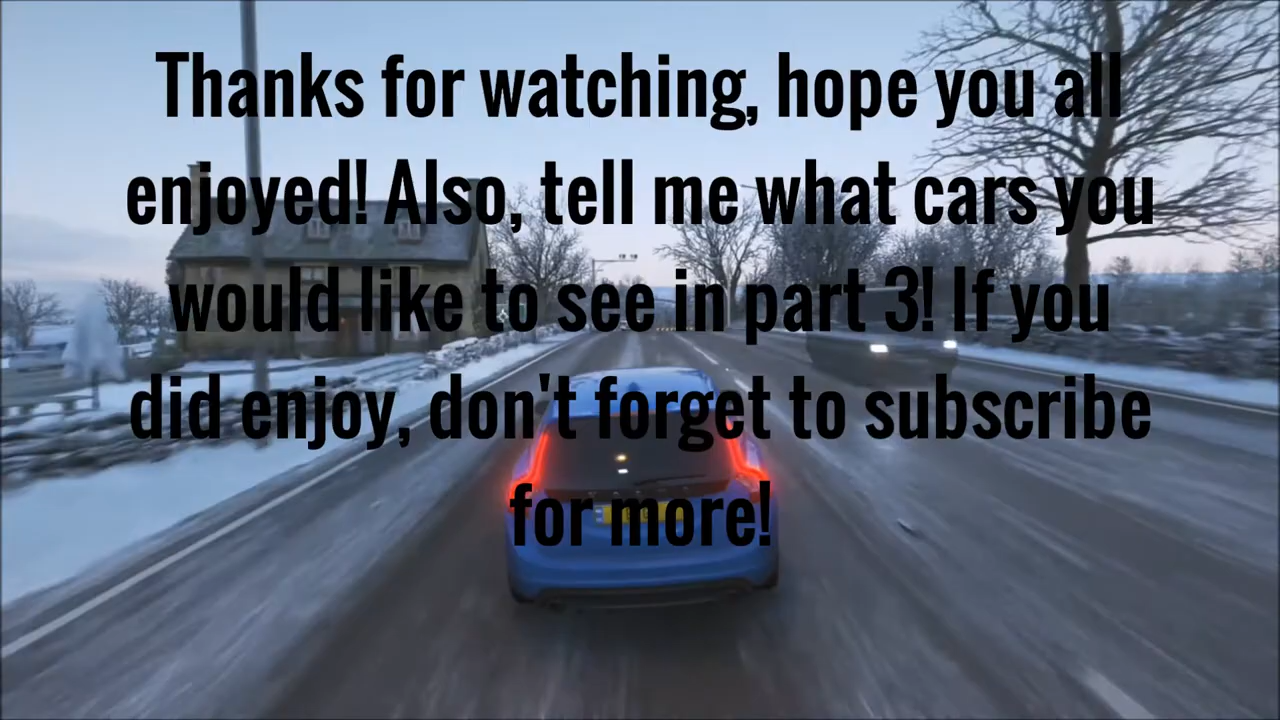 Thanks for watching, hope you all
enjoyed! Also, tell me what cars you
would like to see in part 3! If you
did enjoy, don't forget to subscribe
for more!